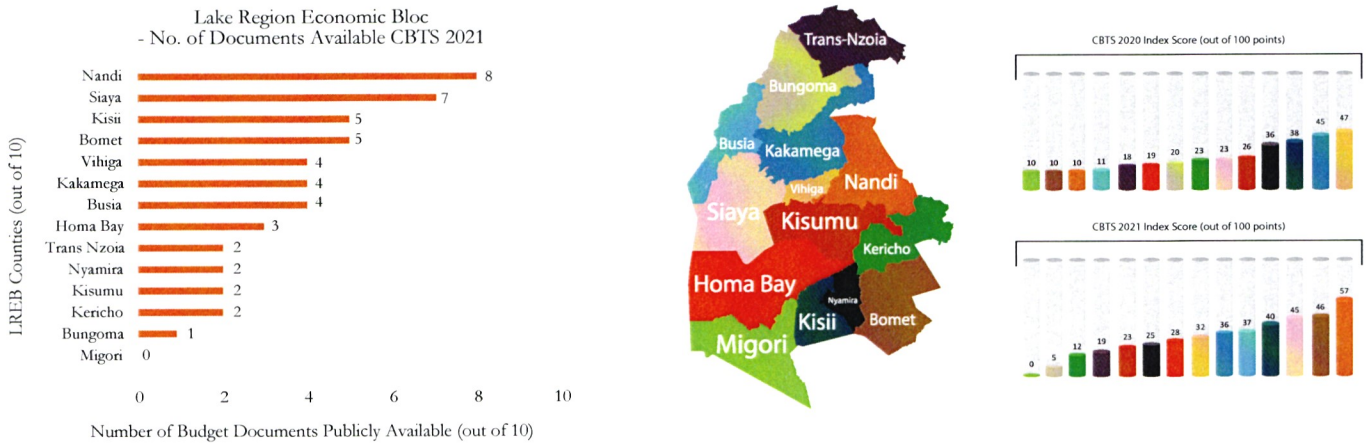 Lake Region Economic Bloc
- No. of Documents Available CBTS 2021
LREB Counties (out of 10)
Nandi 8
Siaya 7
Kisii 5
Bomet 5
Vihiga 4
Kakamega 4
Busia 4
Homa Bay 3
Trans Nzoia 2
Nyamira 2
Kisumu 2
Kericho 2
Bungoma 1
Migori 0
0 2 4 6 8 10
Number of Budget Documents Publicly Available (out of 10)
Trans-Nzoia
Bungoma
Busia
Kakamega
Vihiga
Nandi
Siaya
Kisumu
Kericho
Homa Bay
Nyamira
Kisii
Bomet
Migori
CBTS 2020 Index Score (out of 100 points)
10 10 10 11 18 19 20 23 23 26 36 38 45 47
CBTS 2021 Index Score (out of 100 points)
0 5 12 19 23 25 28 32 36 37 40 45 46 57